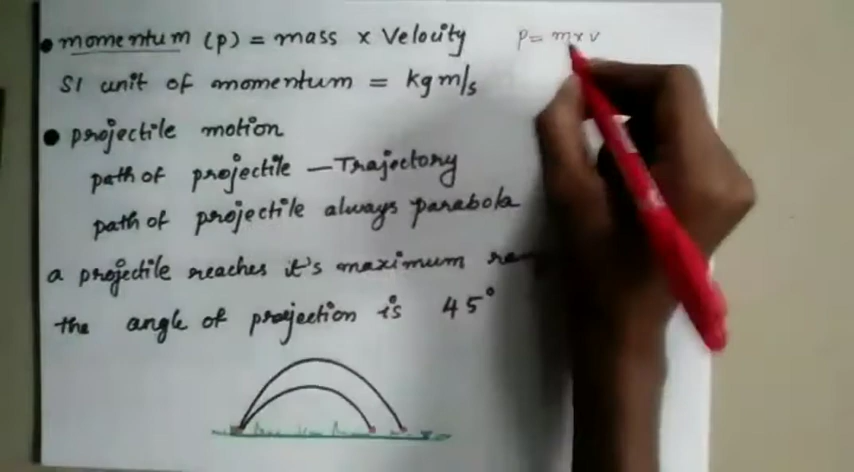 momentum (p) = mass x Velocity p = m x v
SI unit of momentum = kg m/s
projectile motion
path of projectile — Trajectory
path of projectile always parabola
a projectile reaches it's maximum
the angle of projection is 45°